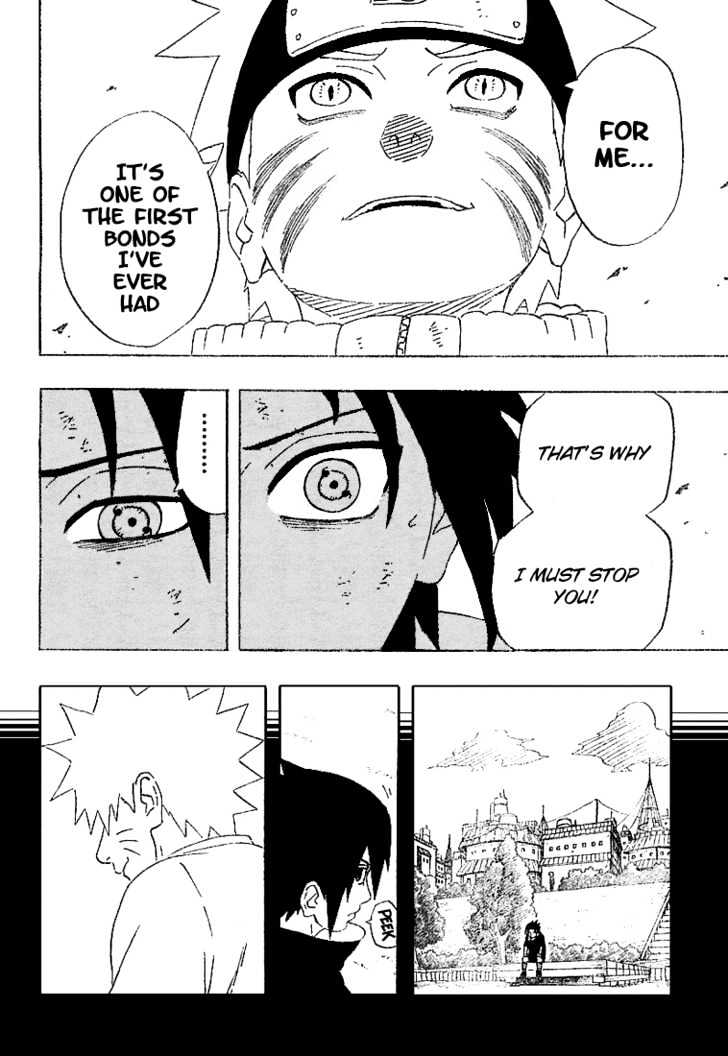 FOR
ME...
IT'S
ONE OF
THE FIRST
BONDS
I'VE
EVER
HAD
THAT'S WHY
I MUST STOP
YOU!
.........
PEEK